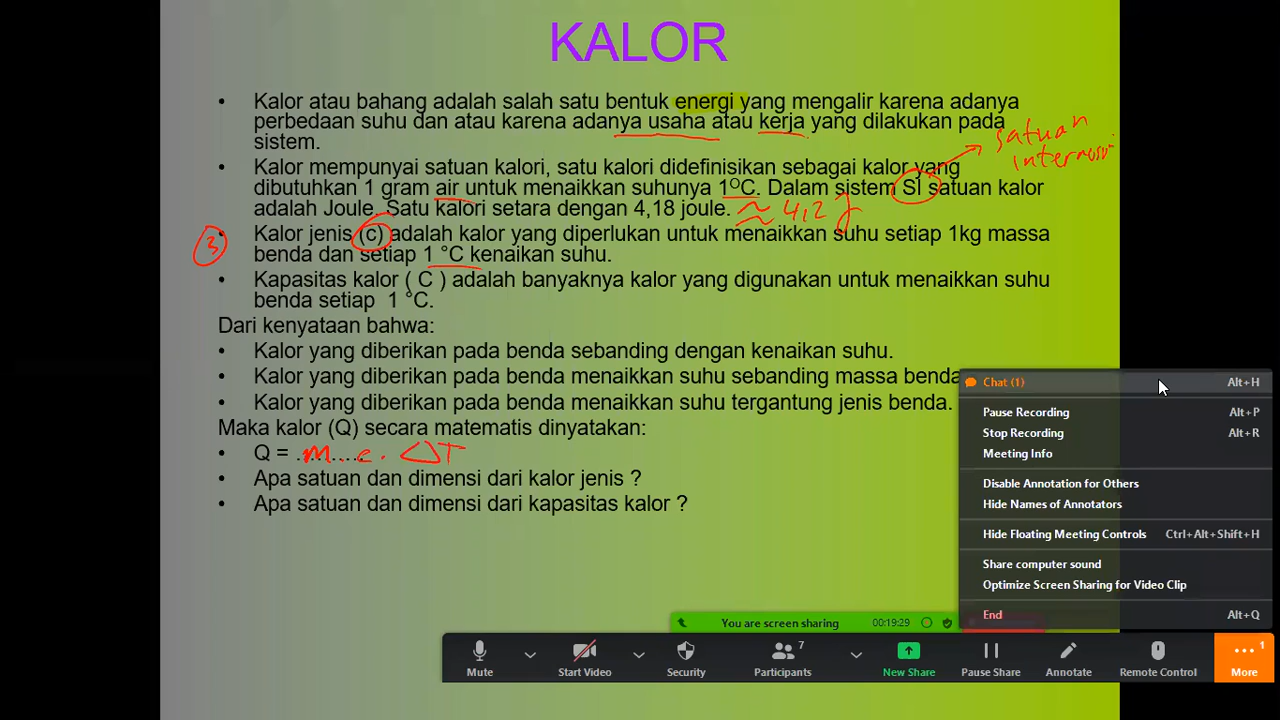 KALOR
• Kalor atau bahang adalah salah satu bentuk energi yang mengalir karena adanya
perbedaan suhu dan atau karena adanya usaha atau kerja yang dilakukan pada
sistem.
satuan
• Kalor mempunyai satuan kalori, satu kalori didefinisikan sebagai kalor yang
dibutuhkan 1 gram air untuk menaikkan suhunya 1OC. Dalam sistem SI satuan kalor
adalah Joule. Satu kalori setara dengan 4,18 joule. ≈ 4,2 J
3
• Kalor jenis (c) adalah kalor yang diperlukan untuk menaikkan suhu setiap 1kg massa
benda dan setiap 1 °C kenaikan suhu.
• Kapasitas kalor ( C ) adalah banyaknya kalor yang digunakan untuk menaikkan suhu
benda setiap 1 °C.
Dari kenyataan bahwa:
• Kalor yang diberikan pada benda sebanding dengan kenaikan suhu.
• Kalor yang diberikan pada benda menaikkan suhu sebanding massa benda
• Kalor yang diberikan pada benda menaikkan suhu tergantung jenis benda.
Maka kalor (Q) secara matematis dinyatakan:
• Q = m . c . ΔT
• Apa satuan dan dimensi dari kalor jenis ?
• Apa satuan dan dimensi dari kapasitas kalor ?
Chat (1) Alt+H
Pause Recording Alt+P
Stop Recording Alt+R
Meeting Info
Disable Annotation for Others
Hide Names of Annotators
Hide Floating Meeting Controls Ctrl+Alt+Shift+H
Share computer sound
Optimize Screen Sharing for Video Clip
End Alt+Q
You are screen sharing 00:19:29
7 1
Mute Start Video Security Participants New Share Pause Share Annotate Remote Control More